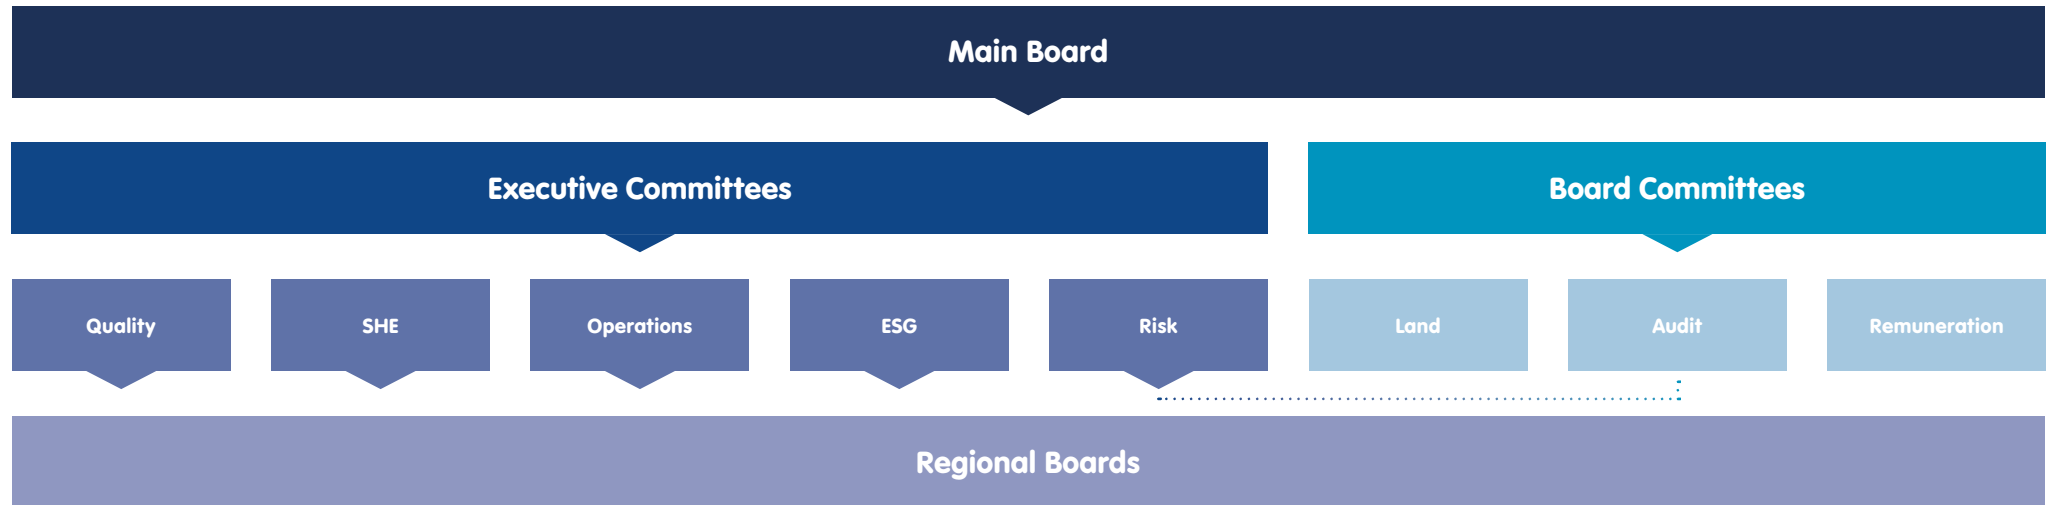 Main Board
Executive Committees
Board Committees
Quality
SHE
Operations
ESG
Risk
Land
Audit
Remuneration
Regional Boards